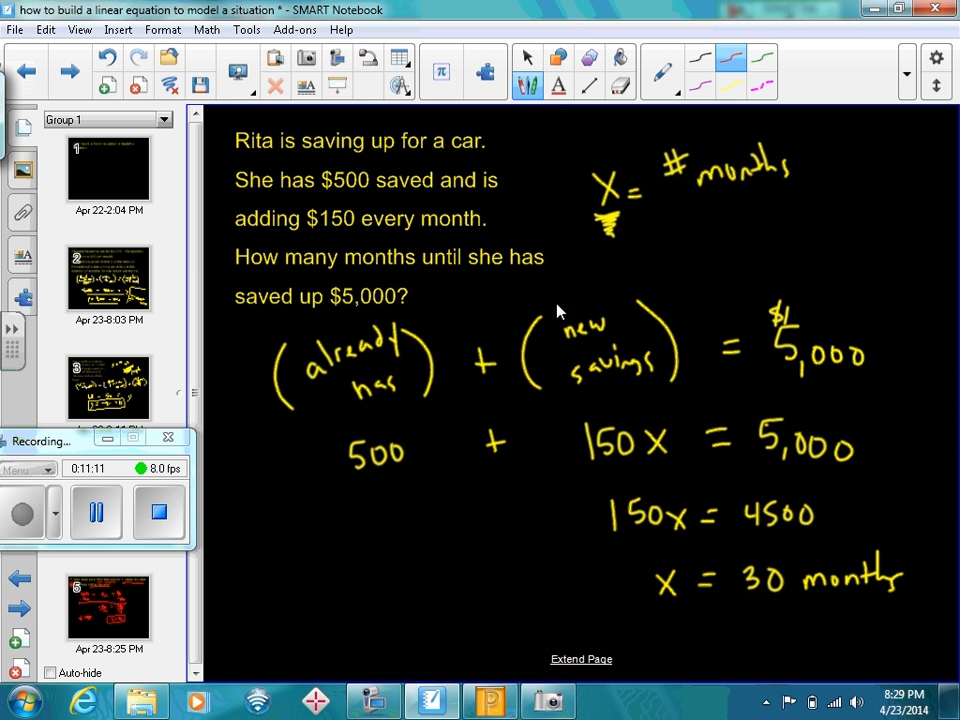 how to build a linear equation to model a situation * - SMART Notebook
File Edit View Insert Format Math Tools Add-ons Help
Group 1
1
Apr 22-2:04 PM
2
Apr 23-8:03 PM
3
Recording...
Menu
0:11:11 8.0 fps
5
Apr 23-8:25 PM
Auto-hide
Rita is saving up for a car.
She has $500 saved and is
adding $150 every month.
How many months until she has
saved up $5,000?
x = # months
(already has) + (new savings) = $ 5,000
500 + 150x = 5,000
150x = 4500
x = 30 months
Extend Page
8:29 PM
4/23/2014